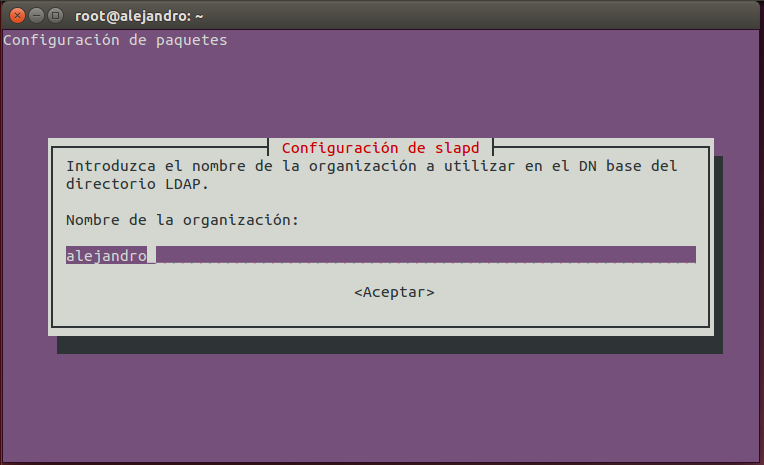 root@alejandro: ~
Configuración de paquetes
Configuración de slapd
Introduzca el nombre de la organización a utilizar en el DN base del
directorio LDAP.
Nombre de la organización:
alejandro
<Aceptar>